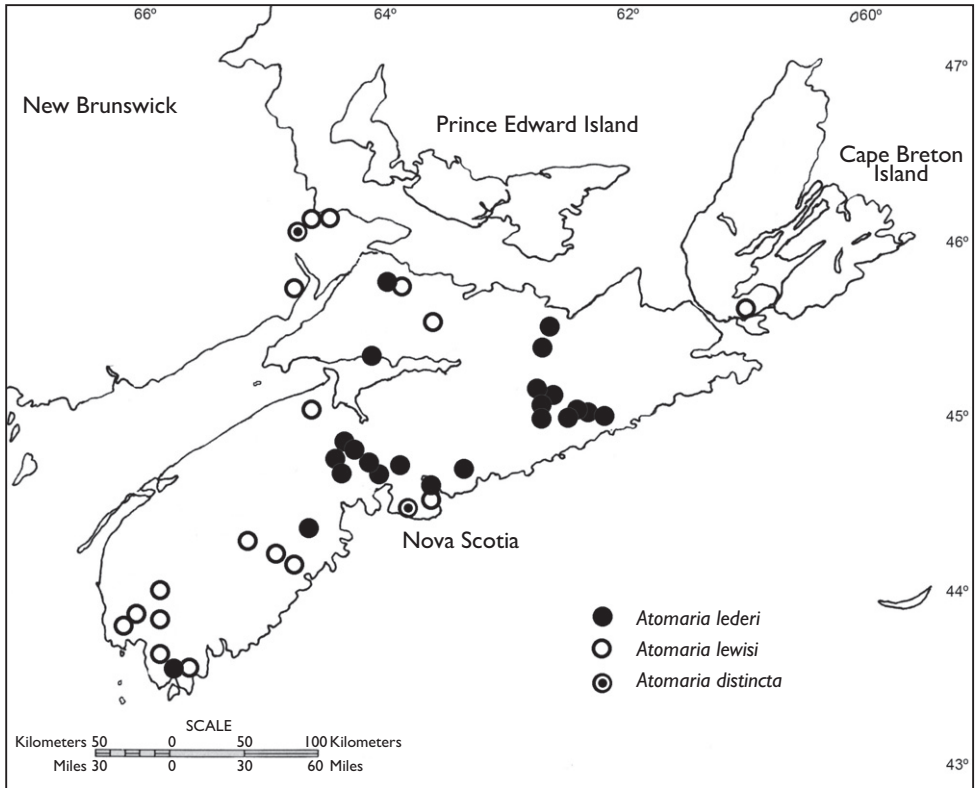 66º 64º 62º 60º
47º
New Brunswick
Prince Edward Island
Cape Breton
Island
46º
45º
Nova Scotia
44º
Atomaria lederi
Atomaria lewisi
Atomaria distincta
SCALE
Kilometers 50 0 50 100 Kilometers
Miles 30 0 30 60 Miles
43º